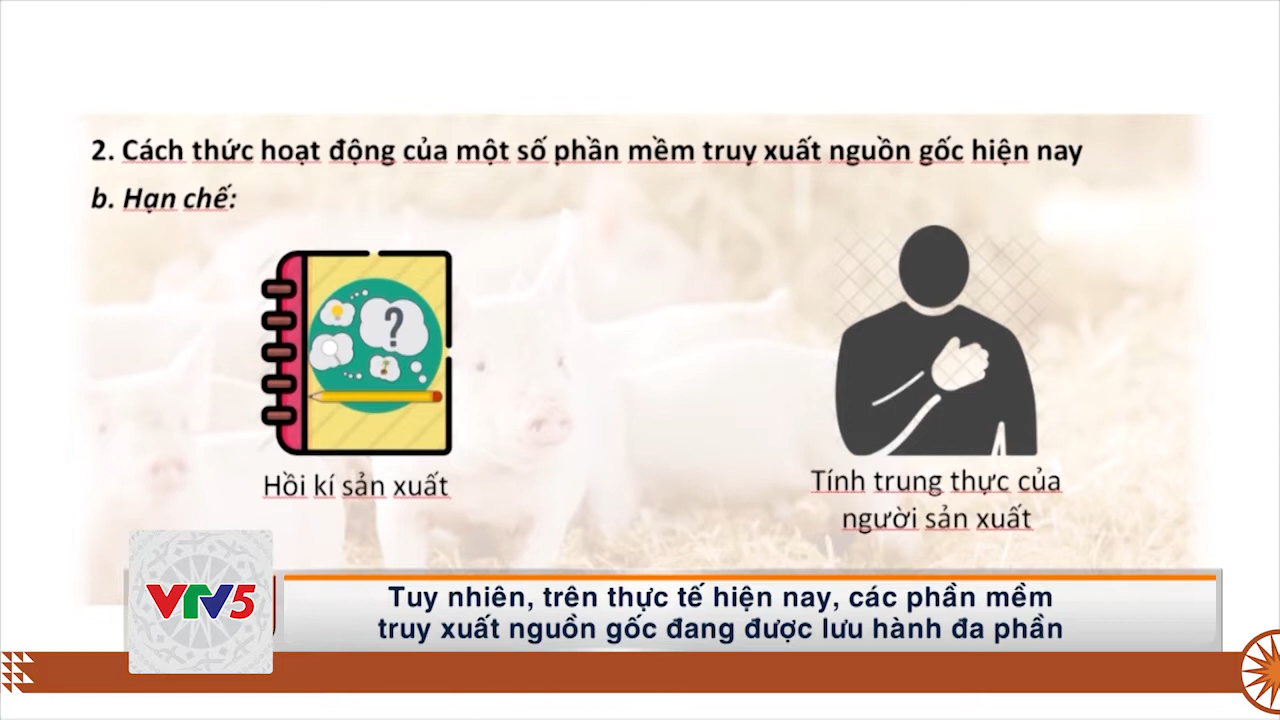 2. Cách thức hoạt động của một số phần mềm truy xuất nguồn gốc hiện nay
b. Hạn chế:
?
Hồi kí sản xuất
Tính trung thực của
người sản xuất
VTV5
Tuy nhiên, trên thực tế hiện nay, các phần mềm
truy xuất nguồn gốc đang được lưu hành đa phần